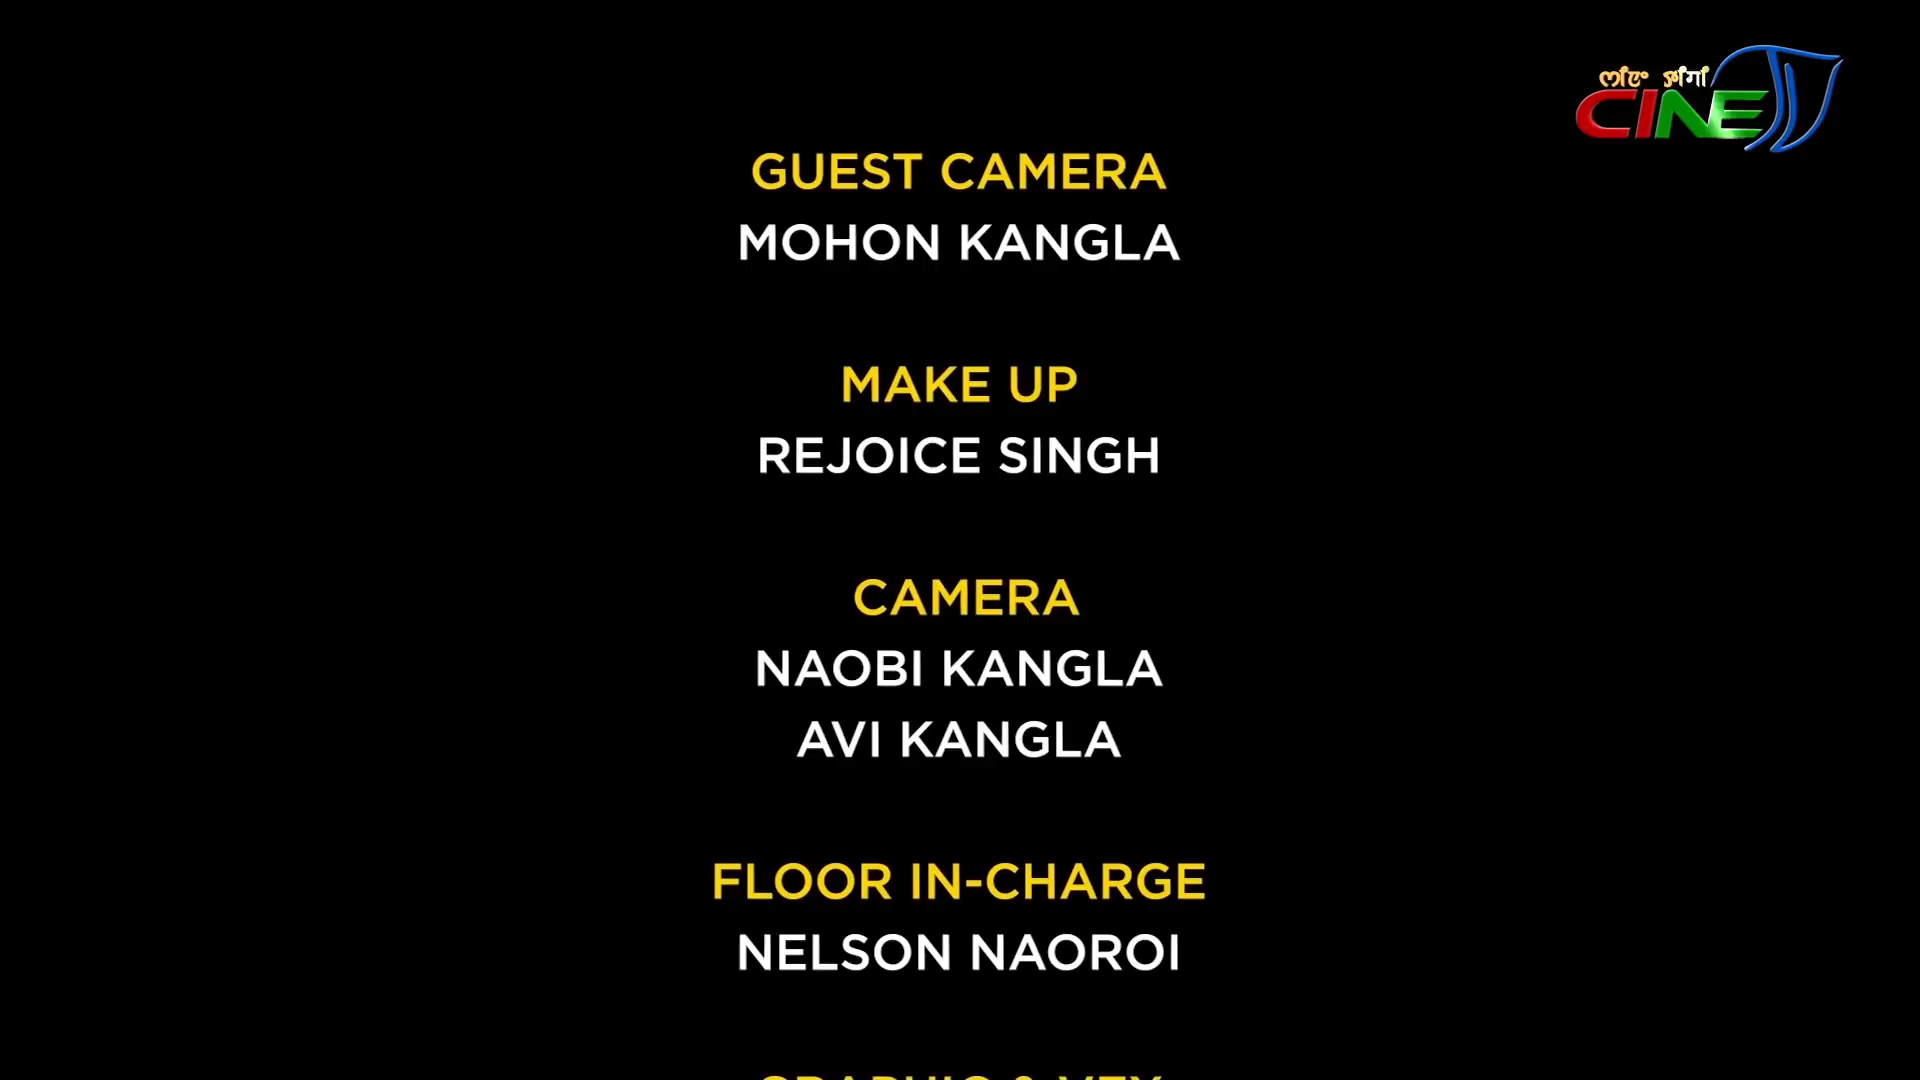 GUEST CAMERA
MOHON KANGLA
MAKE UP
REJOICE SINGH
CAMERA
NAOBI KANGLA
AVI KANGLA
FLOOR IN-CHARGE
NELSON NAOROI
CINE